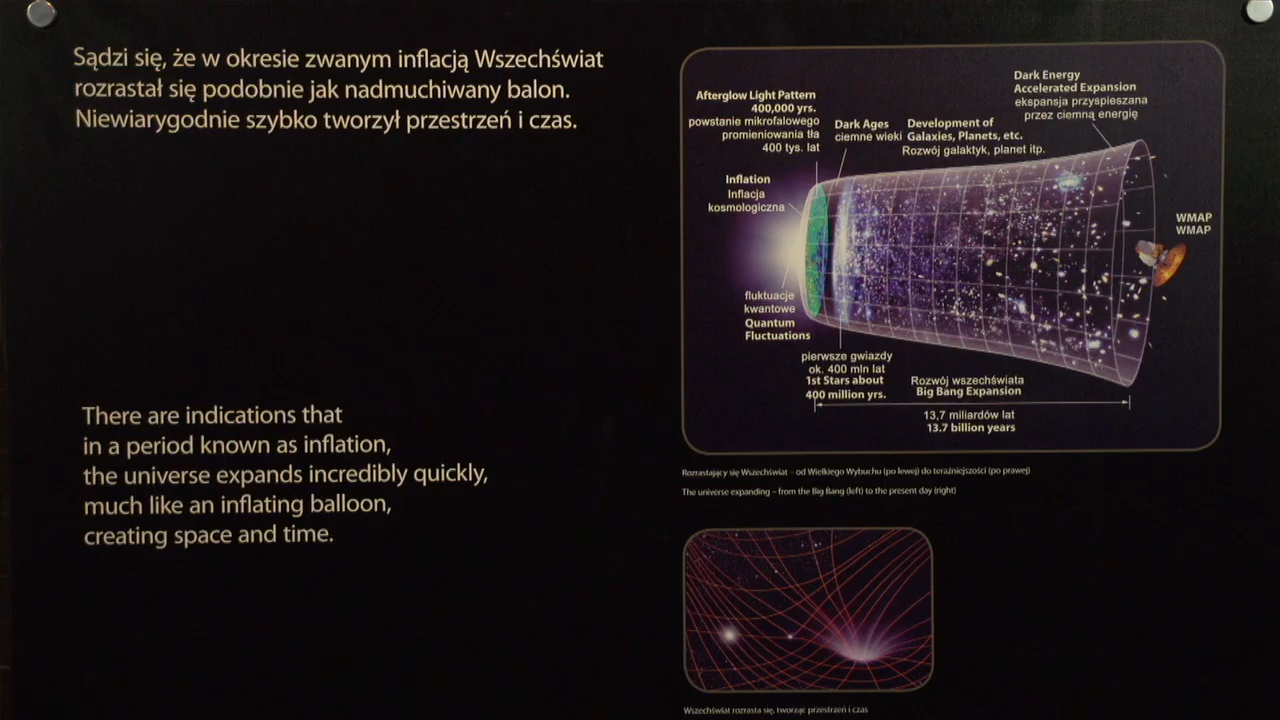 Sądzi się, że w okresie zwanym inflacją Wszechświat
rozrastał się podobnie jak nadmuchiwany balon.
Niewiarygodnie szybko tworzył przestrzeń i czas.
There are indications that
in a period known as inflation,
the universe expands incredibly quickly,
much like an inflating balloon,
creating space and time.
Afterglow Light Pattern
400,000 yrs.
powstanie mikrofalowego
promieniowania tła
400 tys. lat
Dark Ages
ciemne wieki
Development of
Galaxies, Planets, etc.
Rozwój galaktyk, planet itp.
Dark Energy
Accelerated Expansion
ekspansja przyspieszana
przez ciemną energię
Inflation
Inflacja
kosmologiczna
WMAP
WMAP
fluktuacje
kwantowe
Quantum
Fluctuations
pierwsze gwiazdy
ok. 400 mln lat
1st Stars about
400 million yrs.
Rozwój wszechświata
Big Bang Expansion
13,7 miliardów lat
13.7 billion years
Rozrastający się Wszechświat – od Wielkiego Wybuchu (po lewej) do teraźniejszości (po prawej)
The universe expanding – from the Big Bang (left) to the present day (right)
Wszechświat rozrasta się, tworząc przestrzeń i czas